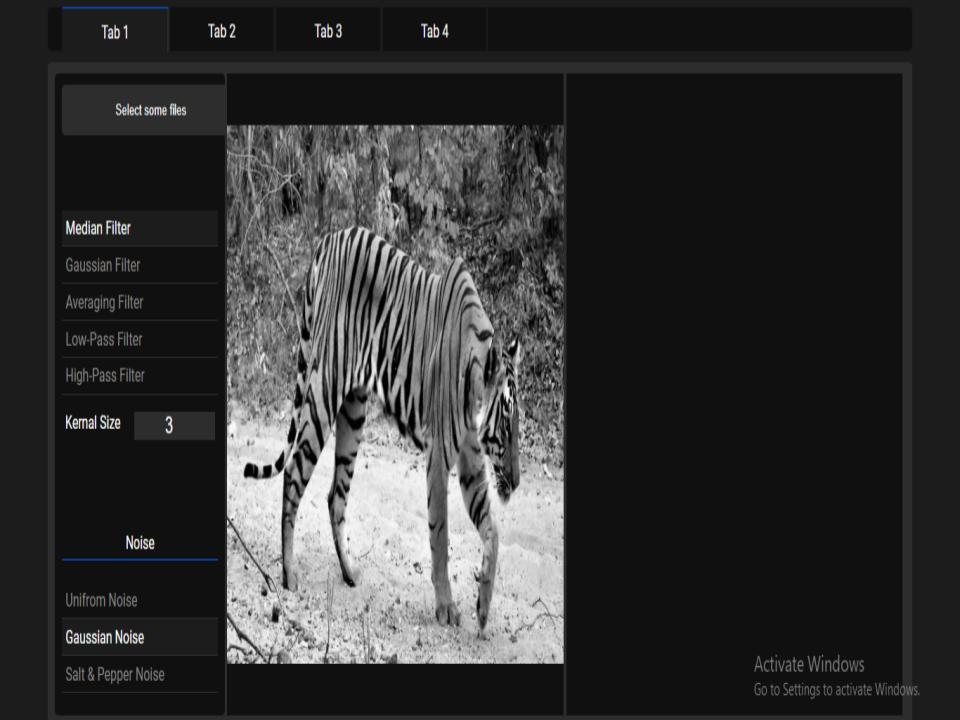 Tab 1
Tab 2
Tab 3
Tab 4
Select some files
Median Filter
Gaussian Filter
Averaging Filter
Low-Pass Filter
High-Pass Filter
Kernal Size
3
Noise
Unifrom Noise
Gaussian Noise
Salt & Pepper Noise
Activate Windows
Go to Settings to activate Windows.